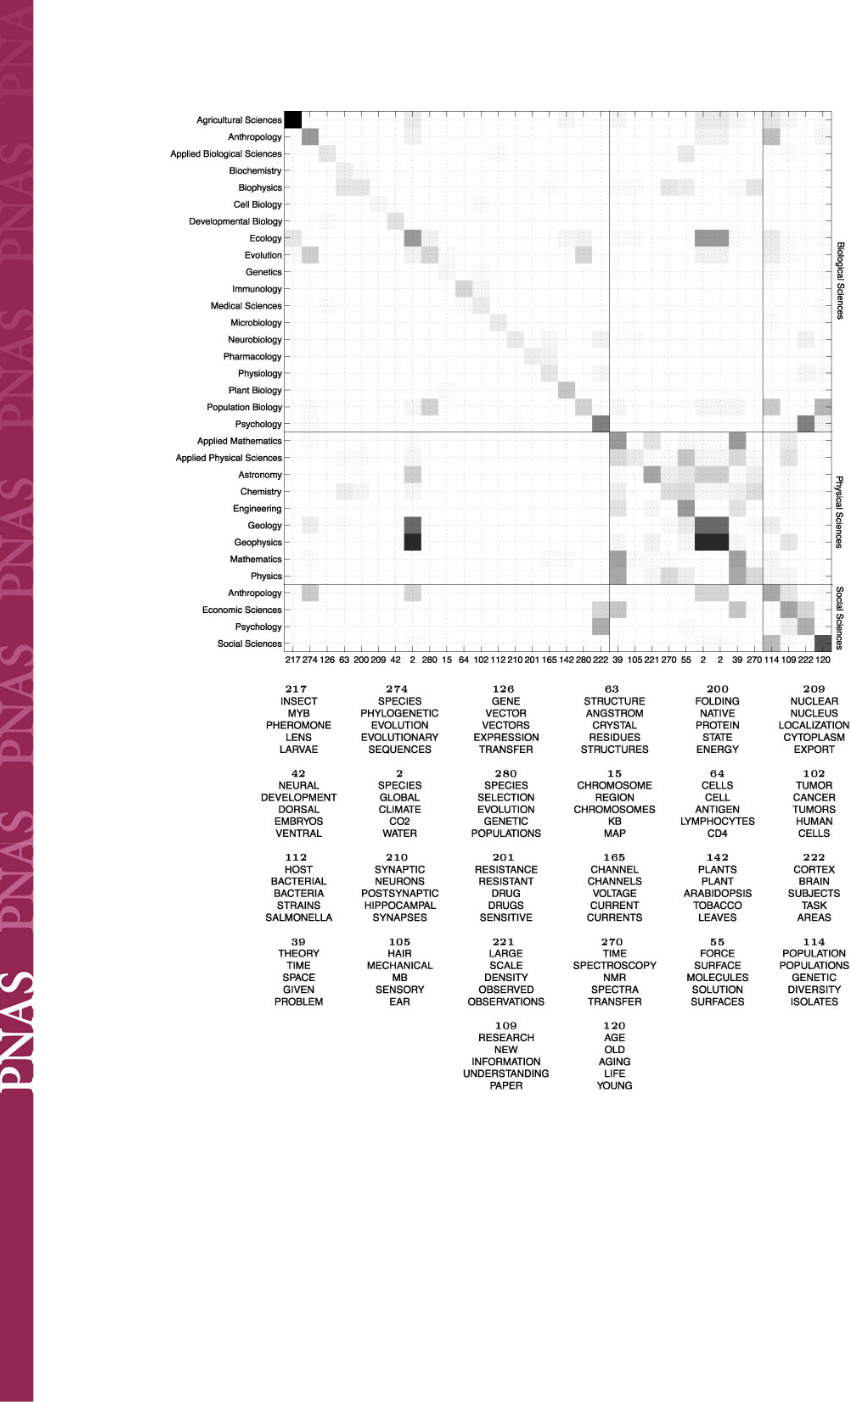 PNAS PNAS PNAS PNAS PNAS PNAS PNAS PNA
Agricultural Sciences
Anthropology
Applied Biological Sciences
Biochemistry
Biophysics
Cell Biology
Developmental Biology
Ecology
Evolution
Genetics
Immunology
Medical Sciences
Microbiology
Neurobiology
Pharmacology
Physiology
Plant Biology
Population Biology
Psychology
Biological Sciences
Applied Mathematics
Applied Physical Sciences
Astronomy
Chemistry
Engineering
Geology
Geophysics
Mathematics
Physics
Physical Sciences
Anthropology
Economic Sciences
Psychology
Social Sciences
Social Sciences
217 274 126 63 200 209 42 2 280 15 64 102 112 210 201 165 142 280 222 39 105 221 270 55 2 2 39 270 114 109 222 120
217 274 126 63 200 209
INSECT SPECIES GENE STRUCTURE FOLDING NUCLEAR
MYB PHYLOGENETIC VECTOR ANGSTROM NATIVE NUCLEUS
PHEROMONE EVOLUTION VECTORS CRYSTAL PROTEIN LOCALIZATION
LENS EVOLUTIONARY EXPRESSION RESIDUES STATE CYTOPLASM
LARVAE SEQUENCES TRANSFER STRUCTURES ENERGY EXPORT
42 2 280 15 64 102
NEURAL SPECIES SPECIES CHROMOSOME CELLS TUMOR
DEVELOPMENT GLOBAL SELECTION REGION CELL CANCER
DORSAL CLIMATE EVOLUTION CHROMOSOMES ANTIGEN TUMORS
EMBRYOS CO2 GENETIC KB LYMPHOCYTES HUMAN
VENTRAL WATER POPULATIONS MAP CD4 CELLS
112 210 201 165 142 222
HOST SYNAPTIC RESISTANCE CHANNEL PLANTS CORTEX
BACTERIAL NEURONS RESISTANT CHANNELS PLANT BRAIN
BACTERIA POSTSYNAPTIC DRUG VOLTAGE ARABIDOPSIS SUBJECTS
STRAINS HIPPOCAMPAL DRUGS CURRENT TOBACCO TASK
SALMONELLA SYNAPSES SENSITIVE CURRENTS LEAVES AREAS
39 105 221 270 55 114
THEORY HAIR LARGE TIME FORCE POPULATION
TIME MECHANICAL SCALE SPECTROSCOPY SURFACE POPULATIONS
SPACE MB DENSITY NMR MOLECULES GENETIC
GIVEN SENSORY OBSERVED SPECTRA SOLUTION DIVERSITY
PROBLEM EAR OBSERVATIONS TRANSFER SURFACES ISOLATES
109 120
RESEARCH AGE
NEW OLD
INFORMATION AGING
UNDERSTANDING LIFE
PAPER YOUNG